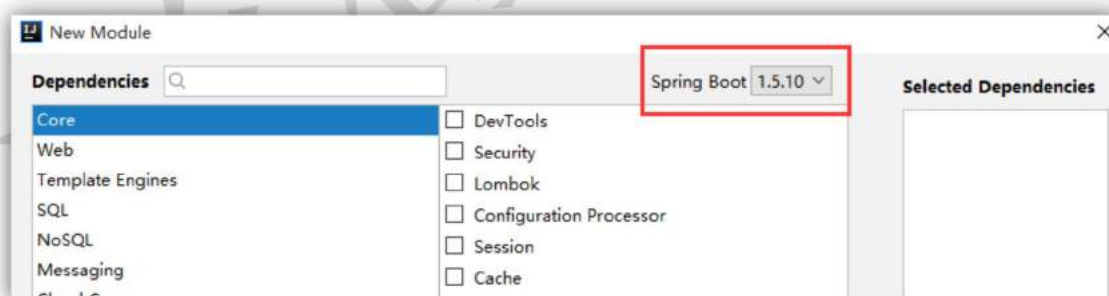 New Module
Dependencies
Spring Boot 1.5.10
Selected Dependencies
Core
Web
Template Engines
SQL
NoSQL
Messaging
DevTools
Security
Lombok
Configuration Processor
Session
Cache